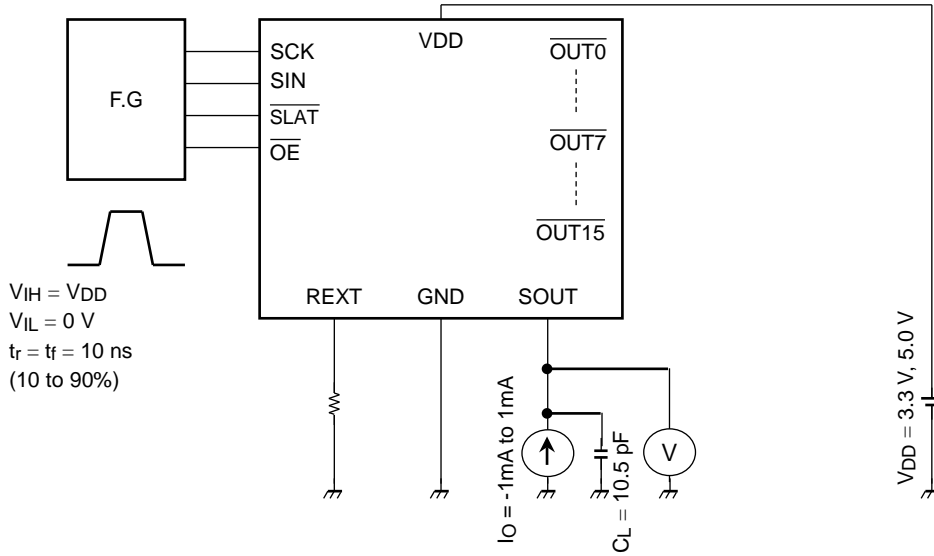 F.G
SCK
SIN
SLAT
OE
VDD
OUT0
OUT7
OUT15
REXT
GND
SOUT
VIH = VDD
VIL = 0 V
tr = tf = 10 ns
(10 to 90%)
IO = -1mA to 1mA
CL = 10.5 pF
V
VDD = 3.3 V, 5.0 V